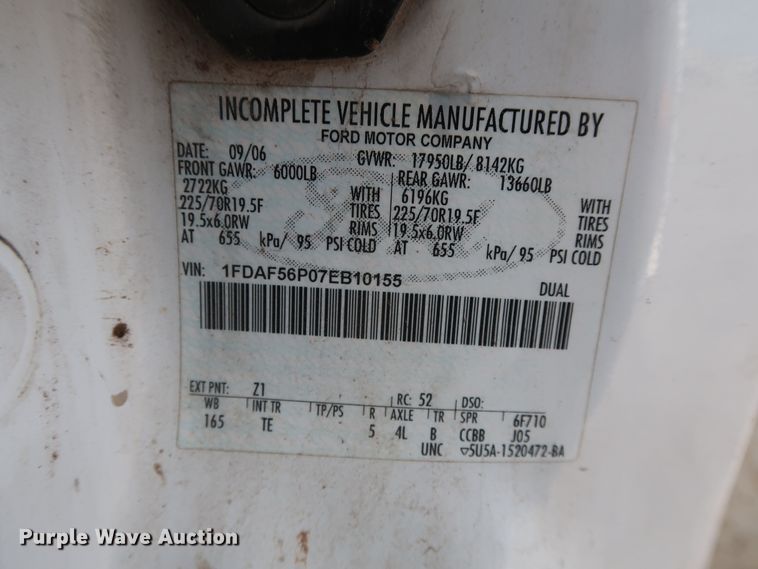 INCOMPLETE VEHICLE MANUFACTURED BY
FORD MOTOR COMPANY
DATE: 09/06 GVWR: 17950LB/ 8142KG
FRONT GAWR: 6000LB REAR GAWR: 13660LB
2722KG WITH 6196KG WITH
225/70R19.5F TIRES 225/70R19.5F TIRES
19.5x6.0RW RIMS 19.5x6.0RW RIMS
AT 655 kPa/ 95 PSI COLD AT 655 kPa/ 95 PSI COLD
VIN: 1FDAF56P07EB10155 DUAL
EXT PNT: Z1 RC: 52 DSO:
WB INT TR TP/PS R AXLE TR SPR 6F710
165 TE 5 4L B CCBB J05
UNC 5U5A-1520472-BA
Purple Wave Auction